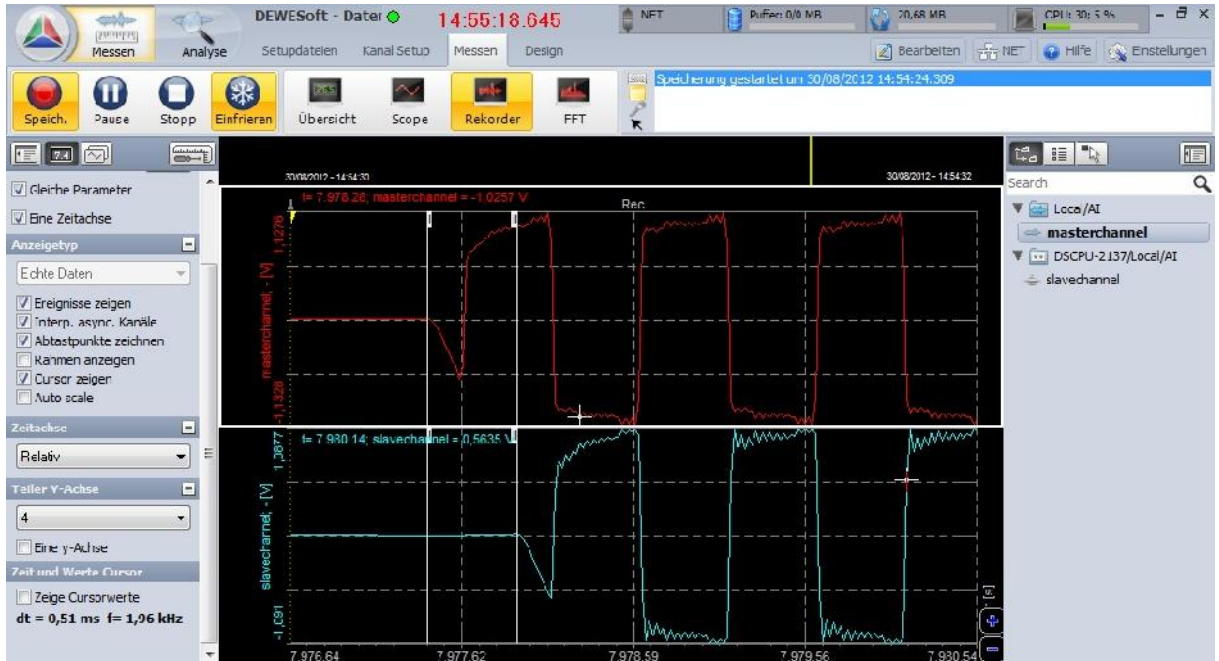 DEWESoft - Dater
14:55:18.645
NET
Puffer: 0/0 MB
20,68 MB
CPU: 30; 5 %
Messen
Analyse
Setupdateien
Kanal Setup
Messen
Design
Bearbeiten
NET
Hilfe
Einstellungen
Speich.
Pause
Stopp
Einfrieren
Übersicht
Scope
Rekorder
FFT
Speicherung gestartet um 30/08/2012 14:54:24.309
Gleiche Parameter
Eine Zeitachse
Anzeigetyp
Echte Daten
Ereignisse zeigen
Interp. async. Kanäle
Abtastpunkte zeichnen
Rahmen anzeigen
Cursor zeigen
Auto scale
Zeitachse
Relativ
Teiler Y-Achse
4
Eine y-Achse
Zeit und Werte Cursor
Zeige Cursorwerte
dt = 0,51 ms f= 1,96 kHz
30/08/2012 - 14:54:30
30/08/2012 - 14:54:32
t= 7.978.28; masterchannel = -1,0257 V
Rec
1,1276
masterchannel; - [V]
-1,1328
t= 7.980.14; slavechannel = 0,5635 V
1,0877
slavechannel; - [V]
-1,091
t [s]
7.976.64
7.977.62
7.978.59
7.979.56
7.980.54
Search
Local/AI
masterchannel
DSCPU-2137/Local/AI
slavechannel